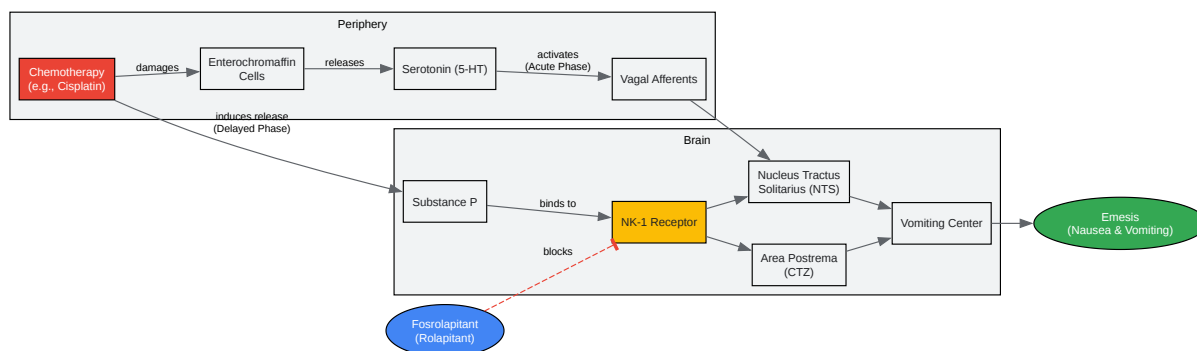 Periphery
Chemotherapy
(e.g., Cisplatin)
damages
Enterochromaffin
Cells
releases
Serotonin (5-HT)
activates
(Acute Phase)
Vagal Afferents
induces release
(Delayed Phase)
Brain
Substance P
binds to
NK-1 Receptor
blocks
Nucleus Tractus
Solitarius (NTS)
Area Postrema
(CTZ)
Vomiting Center
Emesis
(Nausea & Vomiting)
Fosrolapitant
(Rolapitant)